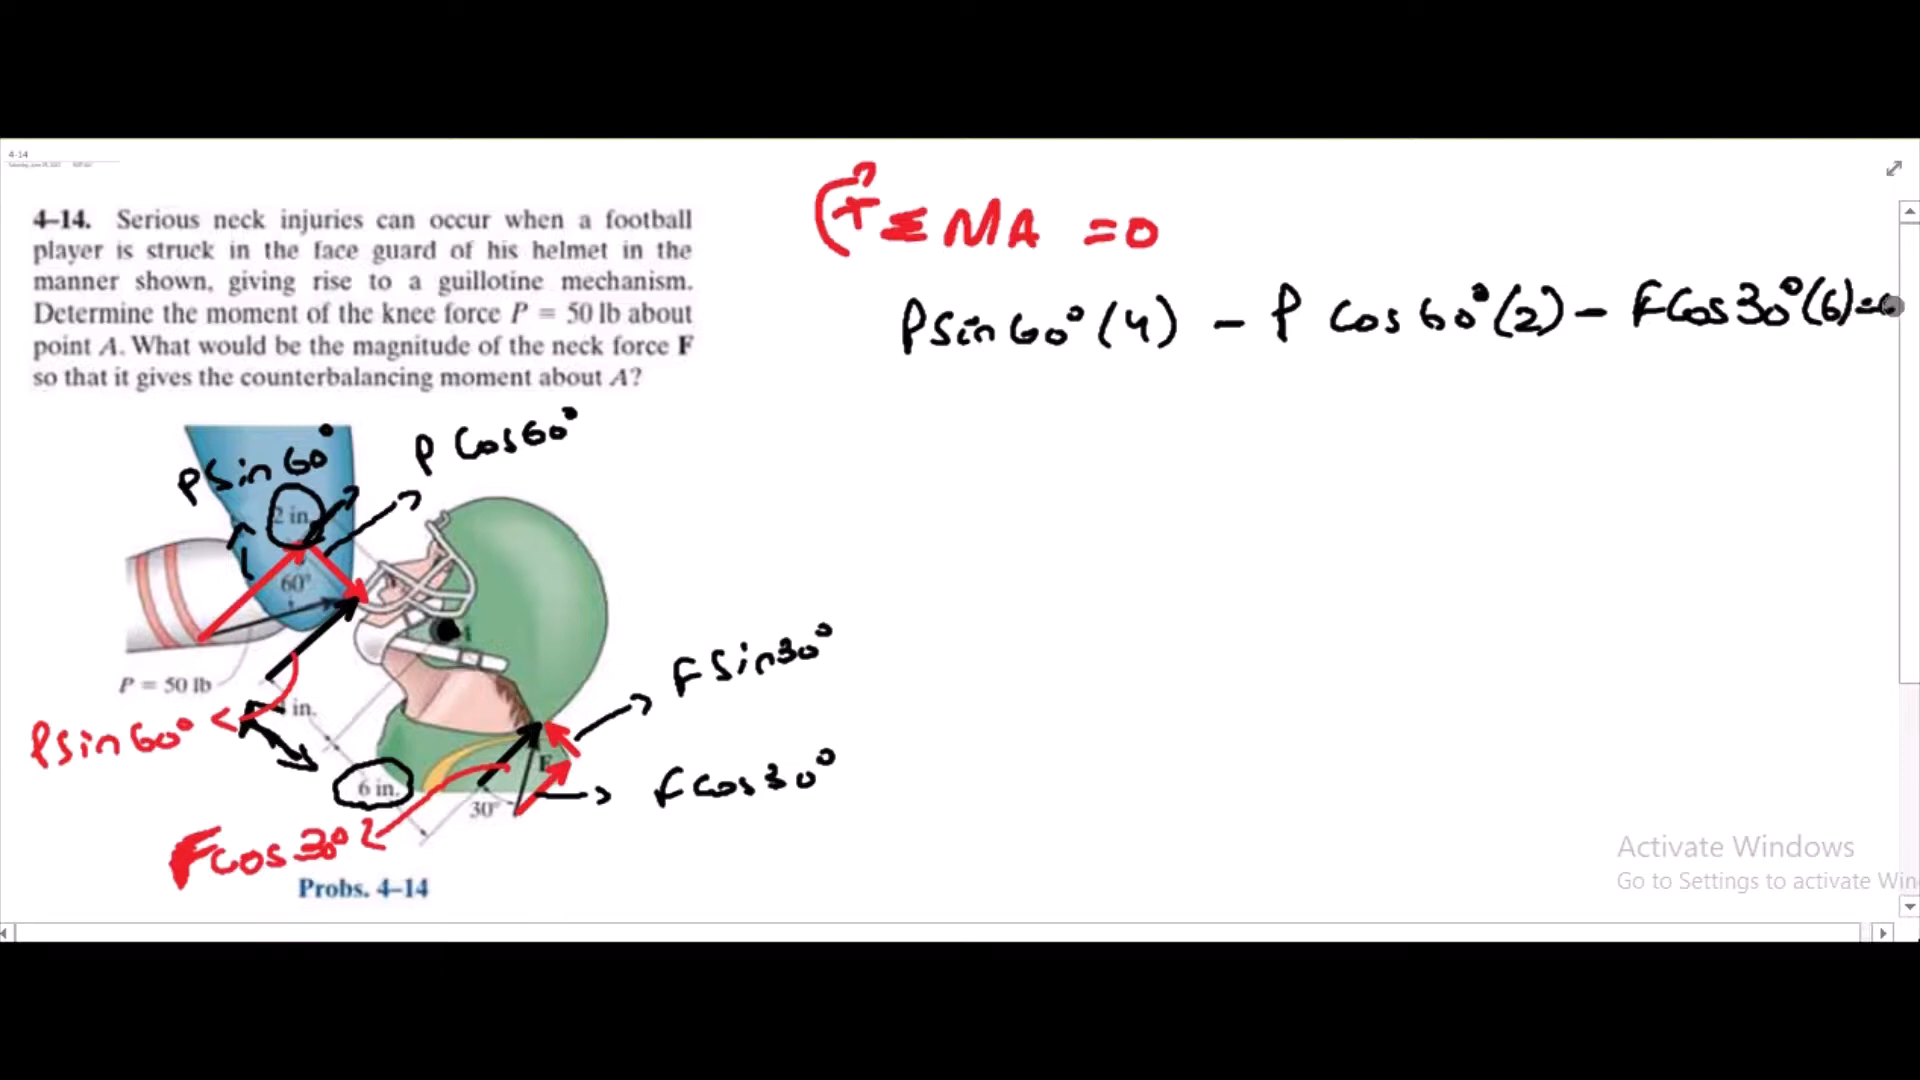 4-14
4–14. Serious neck injuries can occur when a football
player is struck in the face guard of his helmet in the
manner shown, giving rise to a guillotine mechanism.
Determine the moment of the knee force P = 50 lb about
point A. What would be the magnitude of the neck force F
so that it gives the counterbalancing moment about A?
(+ ΣMA = 0
PSin60°(4) - P Cos60°(2) - FCos30°(6)=0
PSin60°
P Cos60°
2 in.
60°
P = 50 lb
PSin60°
in.
6 in.
30°
F
FSin30°
Fcos30°
Fcos30°
Probs. 4–14
Activate Windows
Go to Settings to activate Win